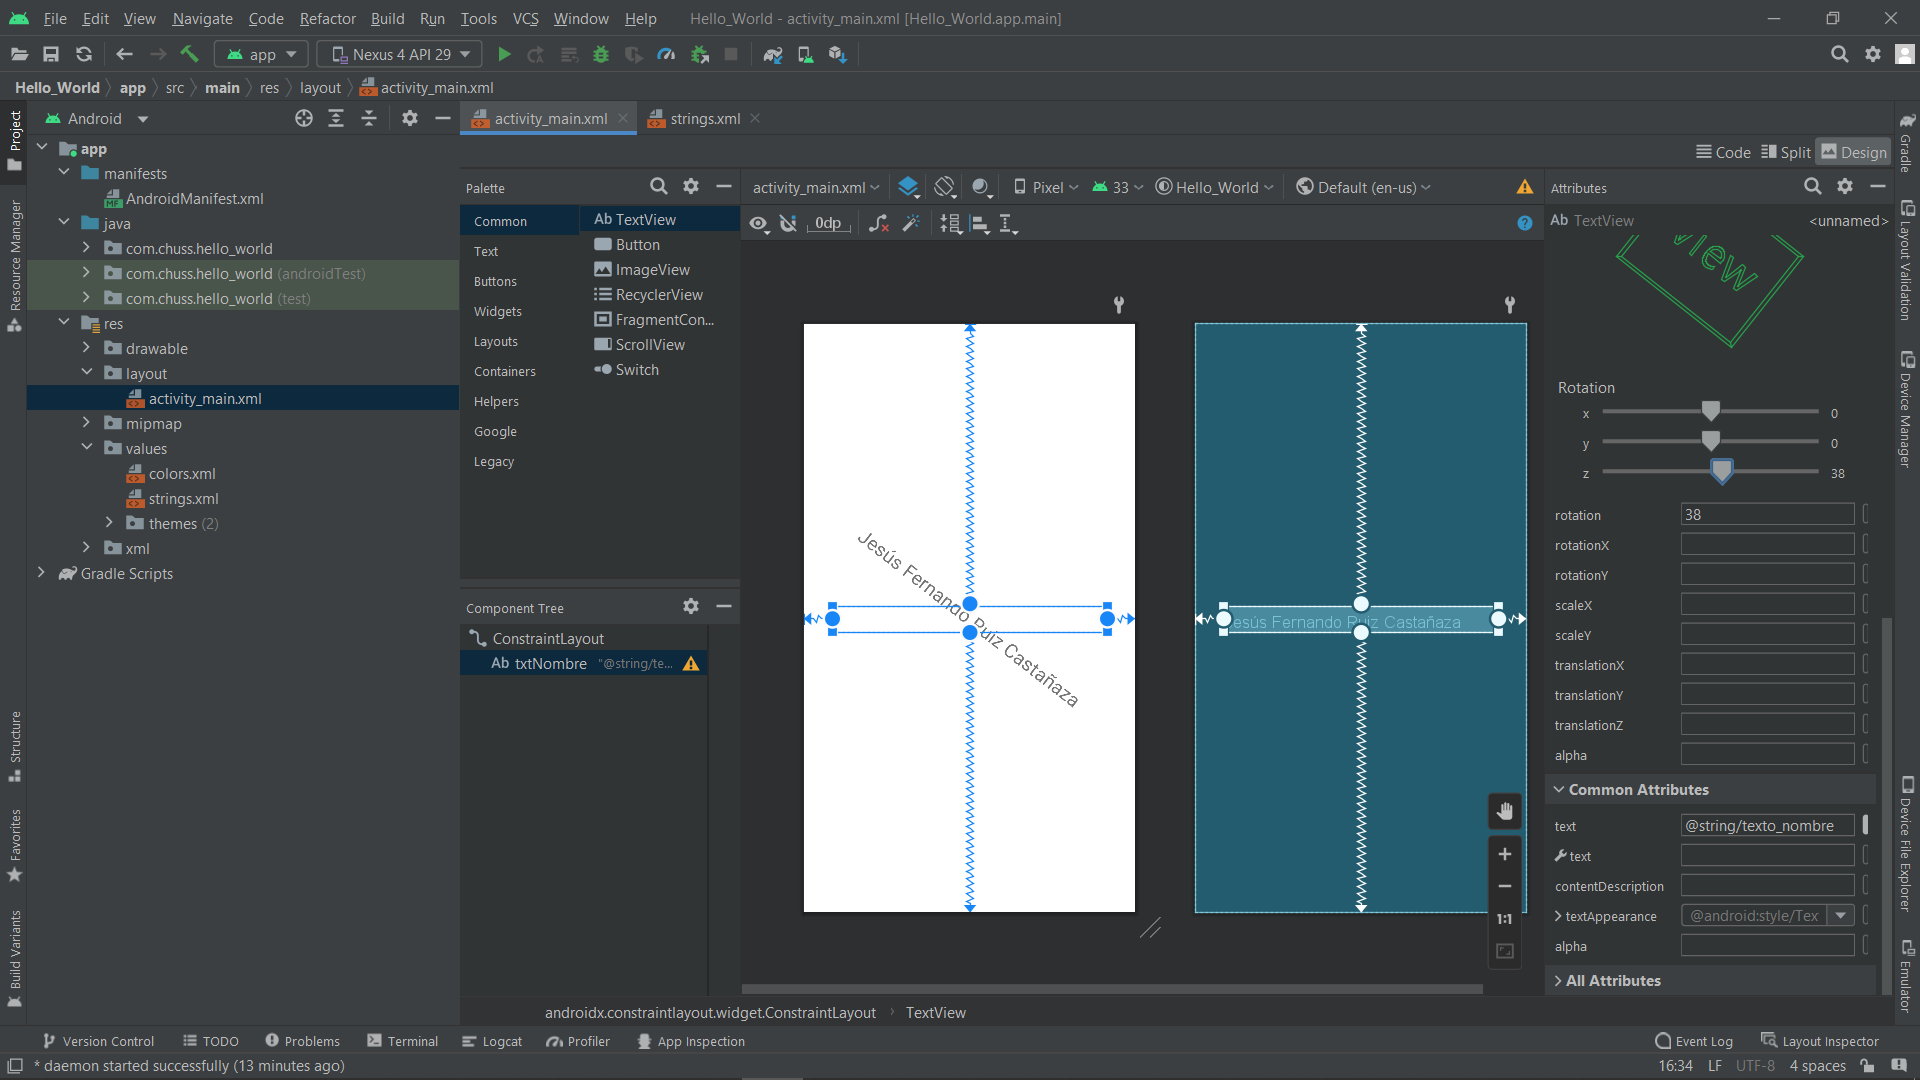 File Edit View Navigate Code Refactor Build Run Tools VCS Window Help Hello_World - activity_main.xml [Hello_World.app.main]
app Nexus 4 API 29
Hello_World app src main res layout activity_main.xml
Project
Resource Manager
Structure
Favorites
Build Variants
Android
app
manifests
AndroidManifest.xml
java
com.chuss.hello_world
com.chuss.hello_world (androidTest)
com.chuss.hello_world (test)
res
drawable
layout
activity_main.xml
mipmap
values
colors.xml
strings.xml
themes (2)
xml
Gradle Scripts
activity_main.xml strings.xml
Code Split Design
Palette
Common
Text
Buttons
Widgets
Layouts
Containers
Helpers
Google
Legacy
Ab TextView
Button
ImageView
RecyclerView
FragmentCon...
ScrollView
Switch
Component Tree
ConstraintLayout
Ab txtNombre "@string/te...
activity_main.xml Pixel 33 Hello_World Default (en-us)
0dp
Jesús Fernando Ruiz Castañaza
Jesús Fernando Ruiz Castañaza
1:1
androidx.constraintlayout.widget.ConstraintLayout TextView
Attributes
Ab TextView <unnamed>
View
Rotation
x 0
y 0
z 38
rotation 38
rotationX
rotationY
scaleX
scaleY
translationX
translationY
translationZ
alpha
Common Attributes
text @string/texto_nombre
text
contentDescription
textAppearance @android:style/Tex
alpha
All Attributes
Gradle
Layout Validation
Device Manager
Device File Explorer
Emulator
Version Control TODO Problems Terminal Logcat Profiler App Inspection Event Log Layout Inspector
* daemon started successfully (13 minutes ago) 16:34 LF UTF-8 4 spaces